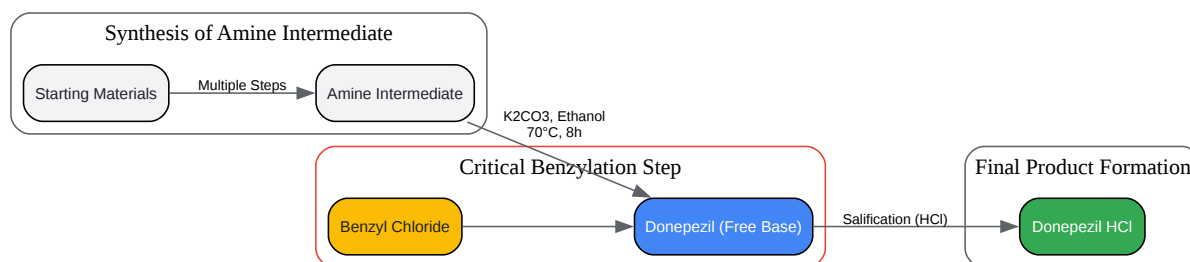 Synthesis of Amine Intermediate
Starting Materials
Multiple Steps
Amine Intermediate
K2CO3, Ethanol
70°C, 8h
Critical Benzylation Step
Benzyl Chloride
Donepezil (Free Base)
Salification (HCl)
Final Product Formation
Donepezil HCl